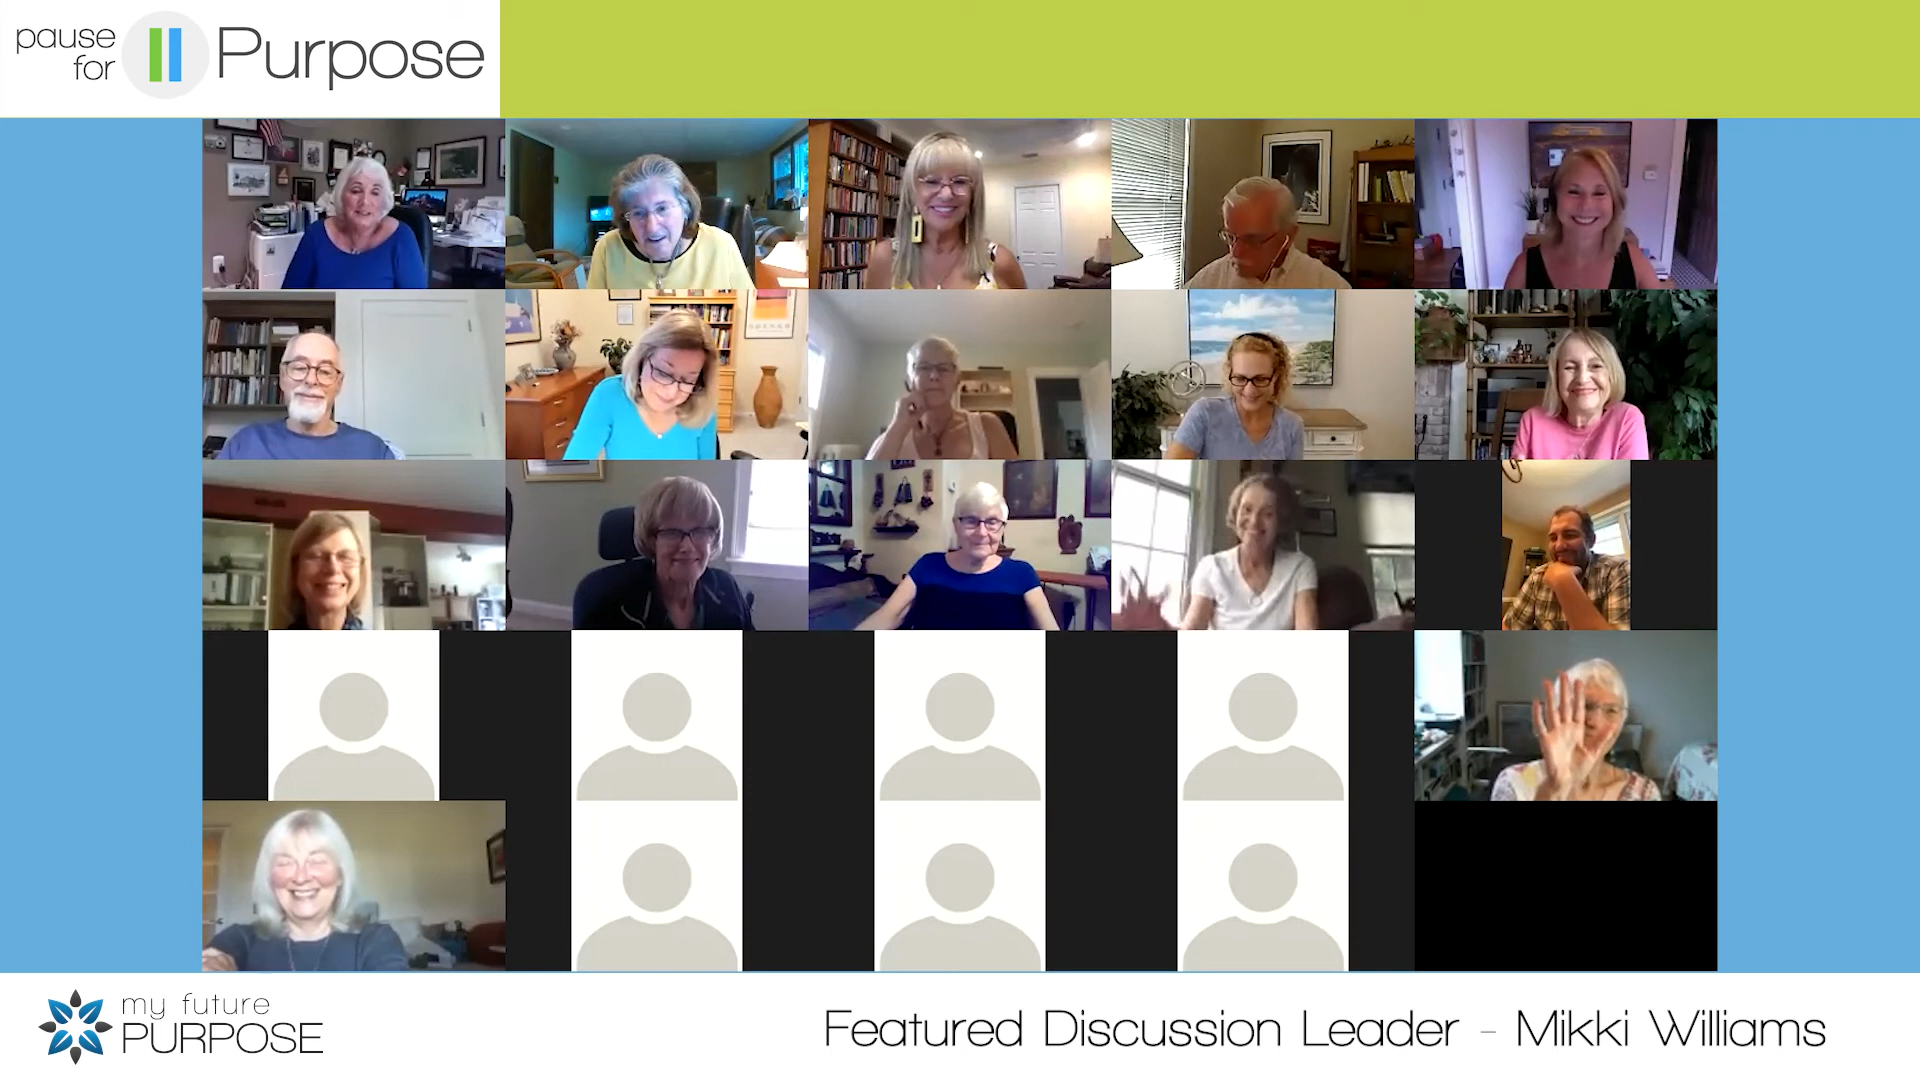 pause
for
Purpose
my future
PURPOSE
Featured Discussion Leader - Mikki Williams